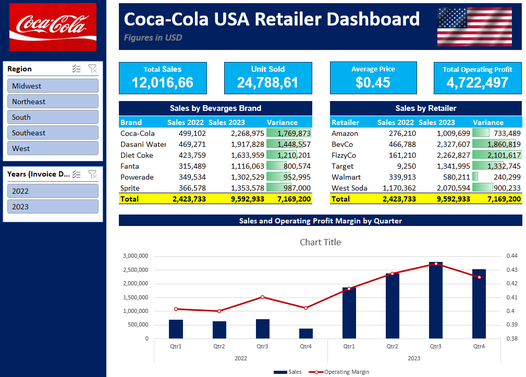 Coca-Cola
Coca-Cola USA Retailer Dashboard
Figures in USD
Region
Midwest
Northeast
South
Southeast
West
Years (Invoice D...
2022
2023
Total Sales
12,016,66
Unit Sold
24,788,61
Average Price
$0.45
Total Operating Profit
4,722,497
Sales by Bevarges Brand
Brand Sales 2022 Sales 2023 Variance
Coca-Cola 499,102 2,268,975 1,769,873
Dasani Water 469,271 1,917,828 1,448,557
Diet Coke 423,759 1,633,959 1,210,201
Fanta 315,489 1,116,063 800,574
Powerade 349,534 1,302,529 952,995
Sprite 366,578 1,353,578 987,000
Total 2,423,733 9,592,933 7,169,200
Sales by Retailer
Retailer Sales 2022 Sales 2023 Variance
Amazon 276,210 1,009,699 733,489
BevCo 466,788 2,327,607 1,860,819
FizzyCo 161,210 2,262,827 2,101,617
Target 9,250 1,341,995 1,332,745
Walmart 339,913 580,211 240,299
West Soda 1,170,362 2,070,594 900,233
Total 2,423,733 9,592,933 7,169,200
Sales and Operating Profit Margin by Quarter
Chart Title
3,000,000
2,500,000
2,000,000
1,500,000
1,000,000
500,000
0
0.44
0.43
0.42
0.41
0.4
0.39
0.38
Qtr1 Qtr2 Qtr3 Qtr4 Qtr1 Qtr2 Qtr3 Qtr4
2022 2023
Sales Operating Margin